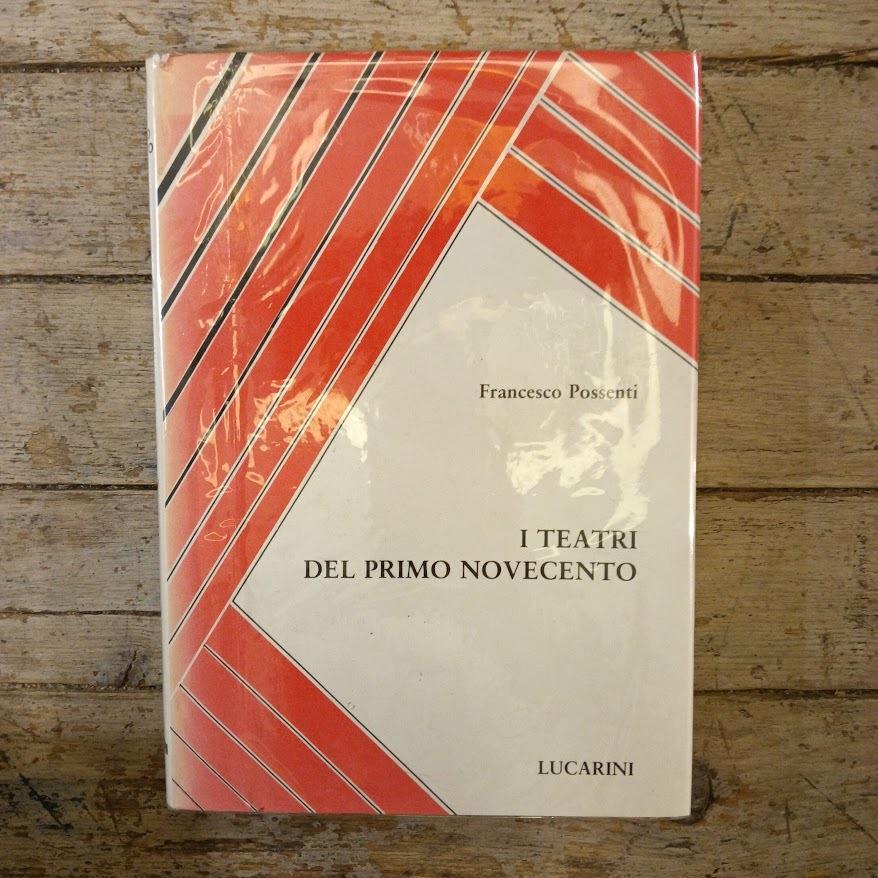 Francesco Possenti
I TEATRI
DEL PRIMO NOVECENTO
LUCARINI